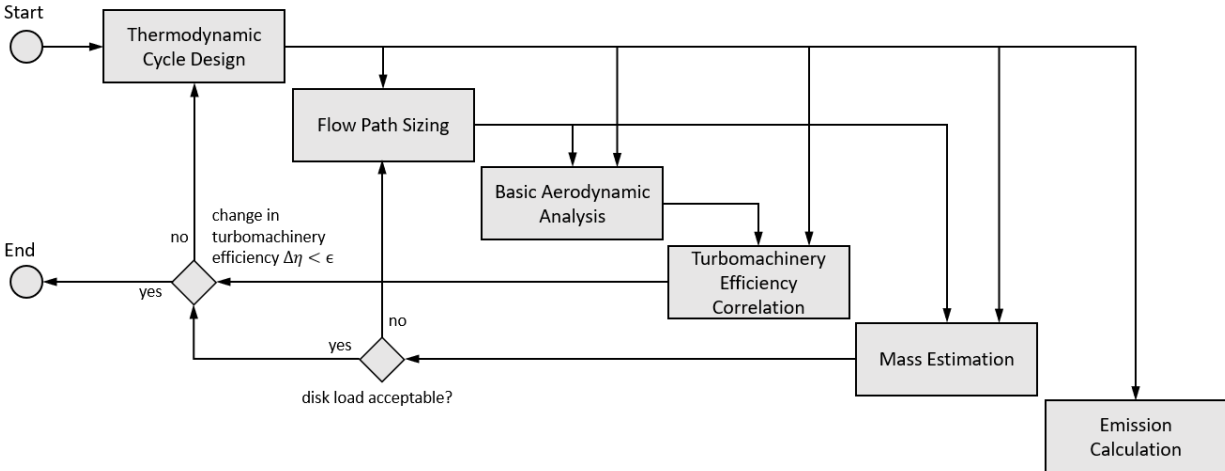 Start
Thermodynamic
Cycle Design
Flow Path Sizing
Basic Aerodynamic
Analysis
change in
turbomachinery
efficiency Δη < ϵ
no
End
yes
Turbomachinery
Efficiency
Correlation
no
yes
Mass Estimation
disk load acceptable?
Emission
Calculation